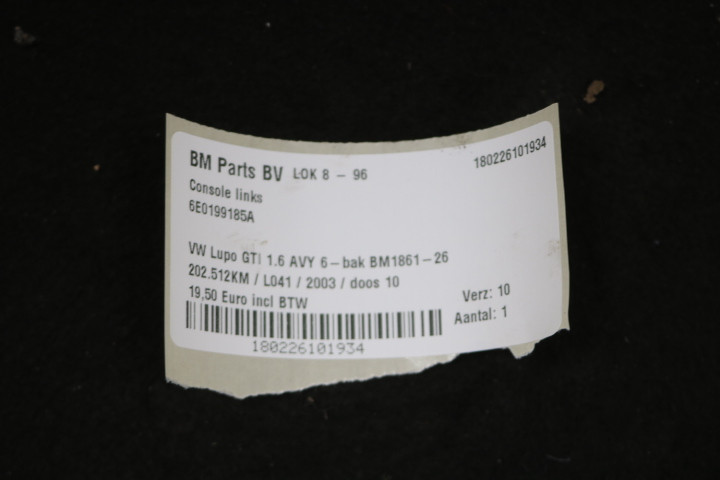 BM Parts BV LOK 8 - 96 180226101934
Console links
6E0199185A
VW Lupo GTI 1.6 AVY 6-bak BM1861-26
202.512KM / L041 / 2003 / doos 10
19,50 Euro incl BTW Verz: 10
Aantal: 1
180226101934